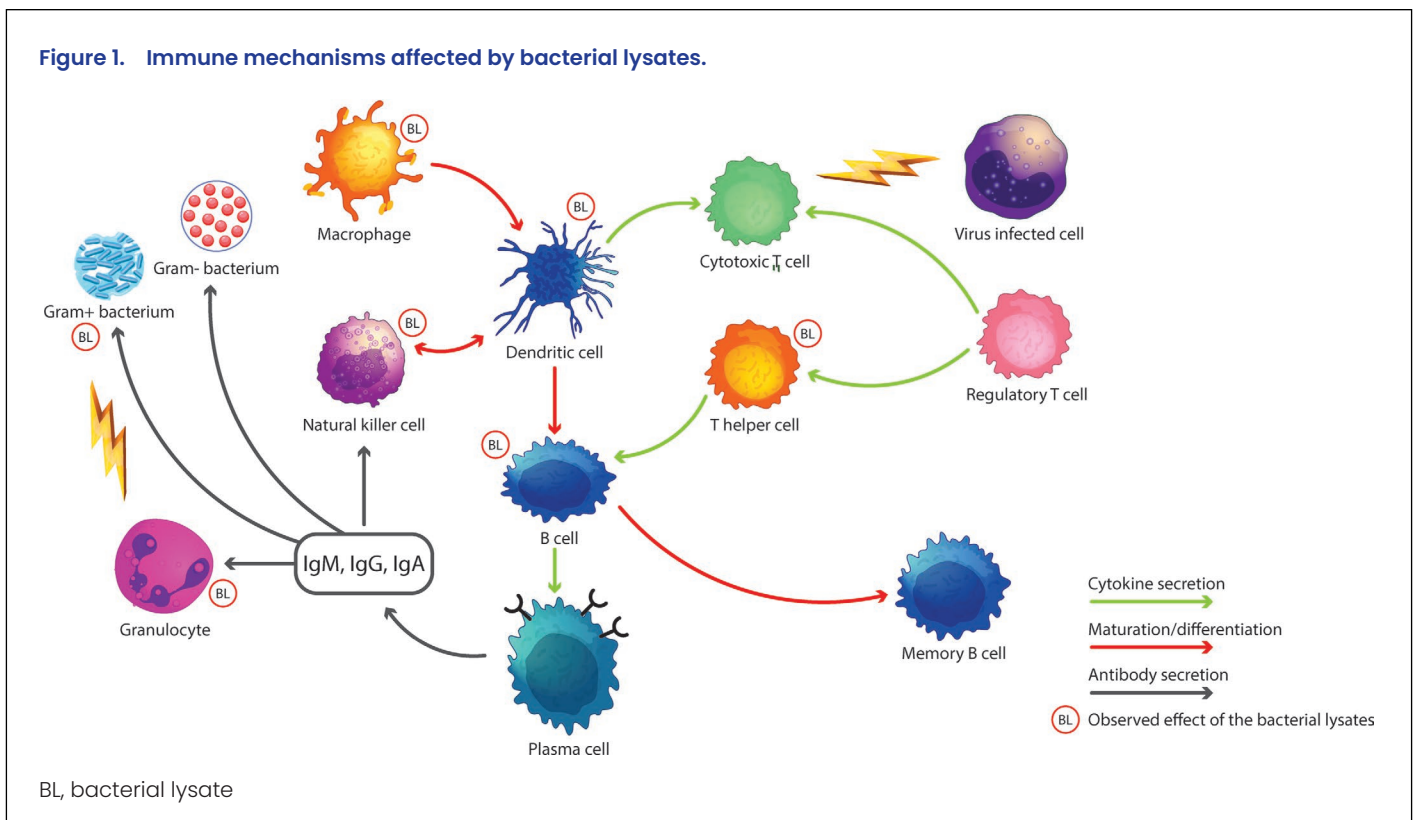 Figure 1. Immune mechanisms affected by bacterial lysates.
BL
Macrophage
Gram- bacterium
Gram+ bacterium
BL
BL
Natural killer cell
BL
Dendritic cell
Cytotoxic T cell
Virus infected cell
BL
T helper cell
Regulatory T cell
BL
B cell
IgM, IgG, IgA
BL
Granulocyte
Plasma cell
Memory B cell
Cytokine secretion
Maturation/differentiation
Antibody secretion
BL Observed effect of the bacterial lysates
BL, bacterial lysate